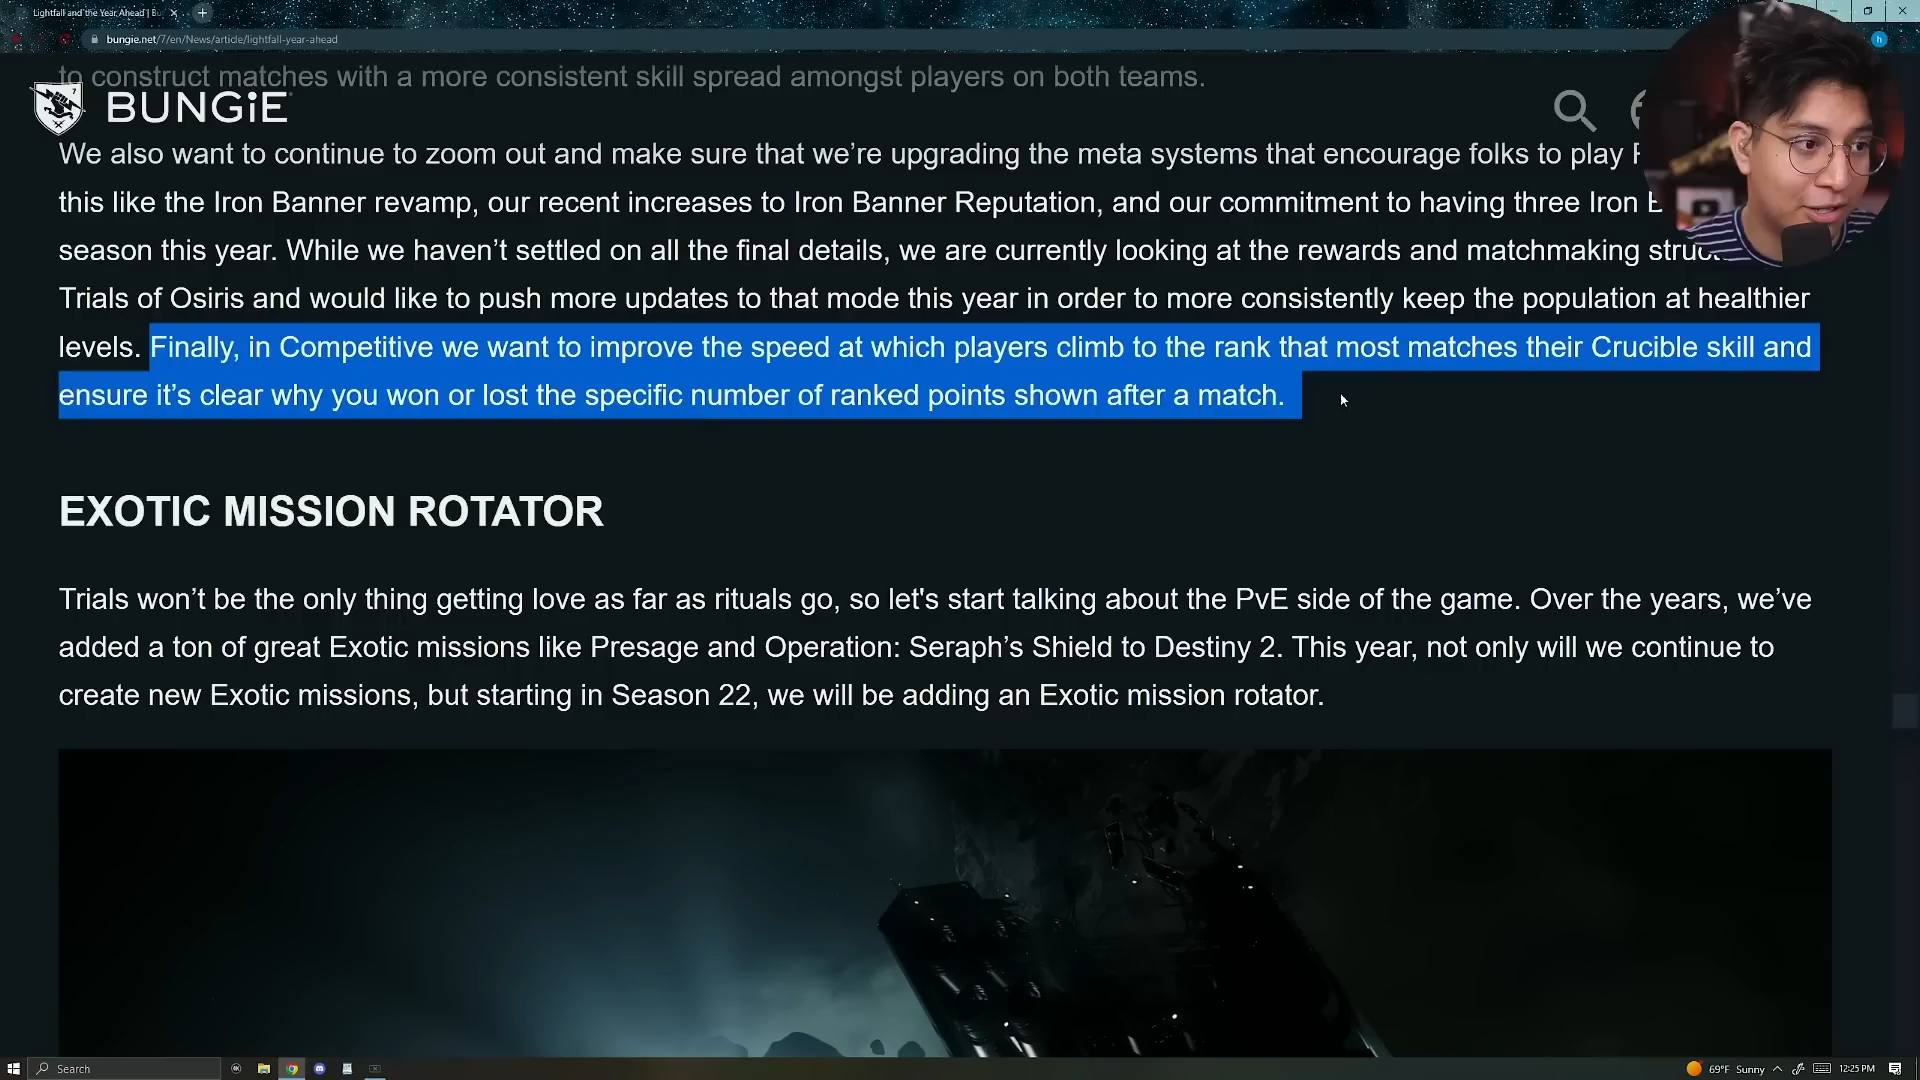 Lightfall and the Year Ahead | Bu
bungie.net/7/en/News/article/lightfall-year-ahead
h
to construct matches with a more consistent skill spread amongst players on both teams.
7
BUNGiE
We also want to continue to zoom out and make sure that we’re upgrading the meta systems that encourage folks to play
this like the Iron Banner revamp, our recent increases to Iron Banner Reputation, and our commitment to having three Iron
season this year. While we haven’t settled on all the final details, we are currently looking at the rewards and matchmaking
Trials of Osiris and would like to push more updates to that mode this year in order to more consistently keep the population at healthier
levels. Finally, in Competitive we want to improve the speed at which players climb to the rank that most matches their Crucible skill and
ensure it’s clear why you won or lost the specific number of ranked points shown after a match.
EXOTIC MISSION ROTATOR
Trials won’t be the only thing getting love as far as rituals go, so let's start talking about the PvE side of the game. Over the years, we’ve
added a ton of great Exotic missions like Presage and Operation: Seraph’s Shield to Destiny 2. This year, not only will we continue to
create new Exotic missions, but starting in Season 22, we will be adding an Exotic mission rotator.
Search
69°F Sunny
12:25 PM